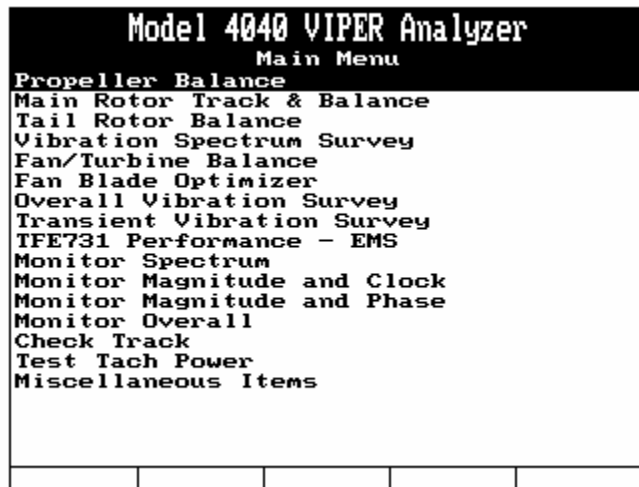 Model 4040 VIPER Analyzer
Main Menu
Propeller Balance
Main Rotor Track & Balance
Tail Rotor Balance
Vibration Spectrum Survey
Fan/Turbine Balance
Fan Blade Optimizer
Overall Vibration Survey
Transient Vibration Survey
TFE731 Performance - EMS
Monitor Spectrum
Monitor Magnitude and Clock
Monitor Magnitude and Phase
Monitor Overall
Check Track
Test Tach Power
Miscellaneous Items